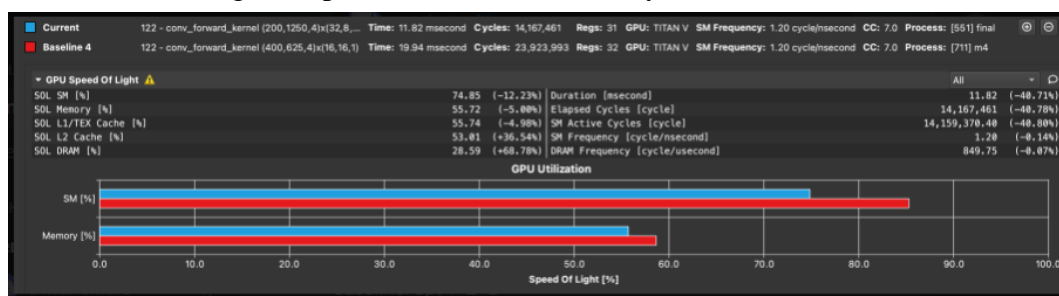 Current 122 - conv_forward_kernel (200,1250,4)x(32,8,... Time: 11.82 msecond Cycles: 14,167,461 Regs: 31 GPU: TITAN V SM Frequency: 1.20 cycle/nsecond CC: 7.0 Process: [551] final
Baseline 4 122 - conv_forward_kernel (400,625,4)x(16,16,1) Time: 19.94 msecond Cycles: 23,923,993 Regs: 32 GPU: TITAN V SM Frequency: 1.20 cycle/nsecond CC: 7.0 Process: [711] m4
GPU Speed Of Light All
SOL SM [%] 74.85 (-12.23%) Duration [msecond] 11.82 (-40.71%)
SOL Memory [%] 55.72 (-5.00%) Elapsed Cycles [cycle] 14,167,461 (-40.78%)
SOL L1/TEX Cache [%] 55.74 (-4.98%) SM Active Cycles [cycle] 14,159,370.40 (-40.80%)
SOL L2 Cache [%] 53.01 (+36.54%) SM Frequency [cycle/nsecond] 1.20 (-0.14%)
SOL DRAM [%] 28.59 (+68.78%) DRAM Frequency [cycle/usecond] 849.75 (-0.07%)
GPU Utilization
SM [%]
Memory [%]
0.0 10.0 20.0 30.0 40.0 50.0 60.0 70.0 80.0 90.0 100.0
Speed Of Light [%]